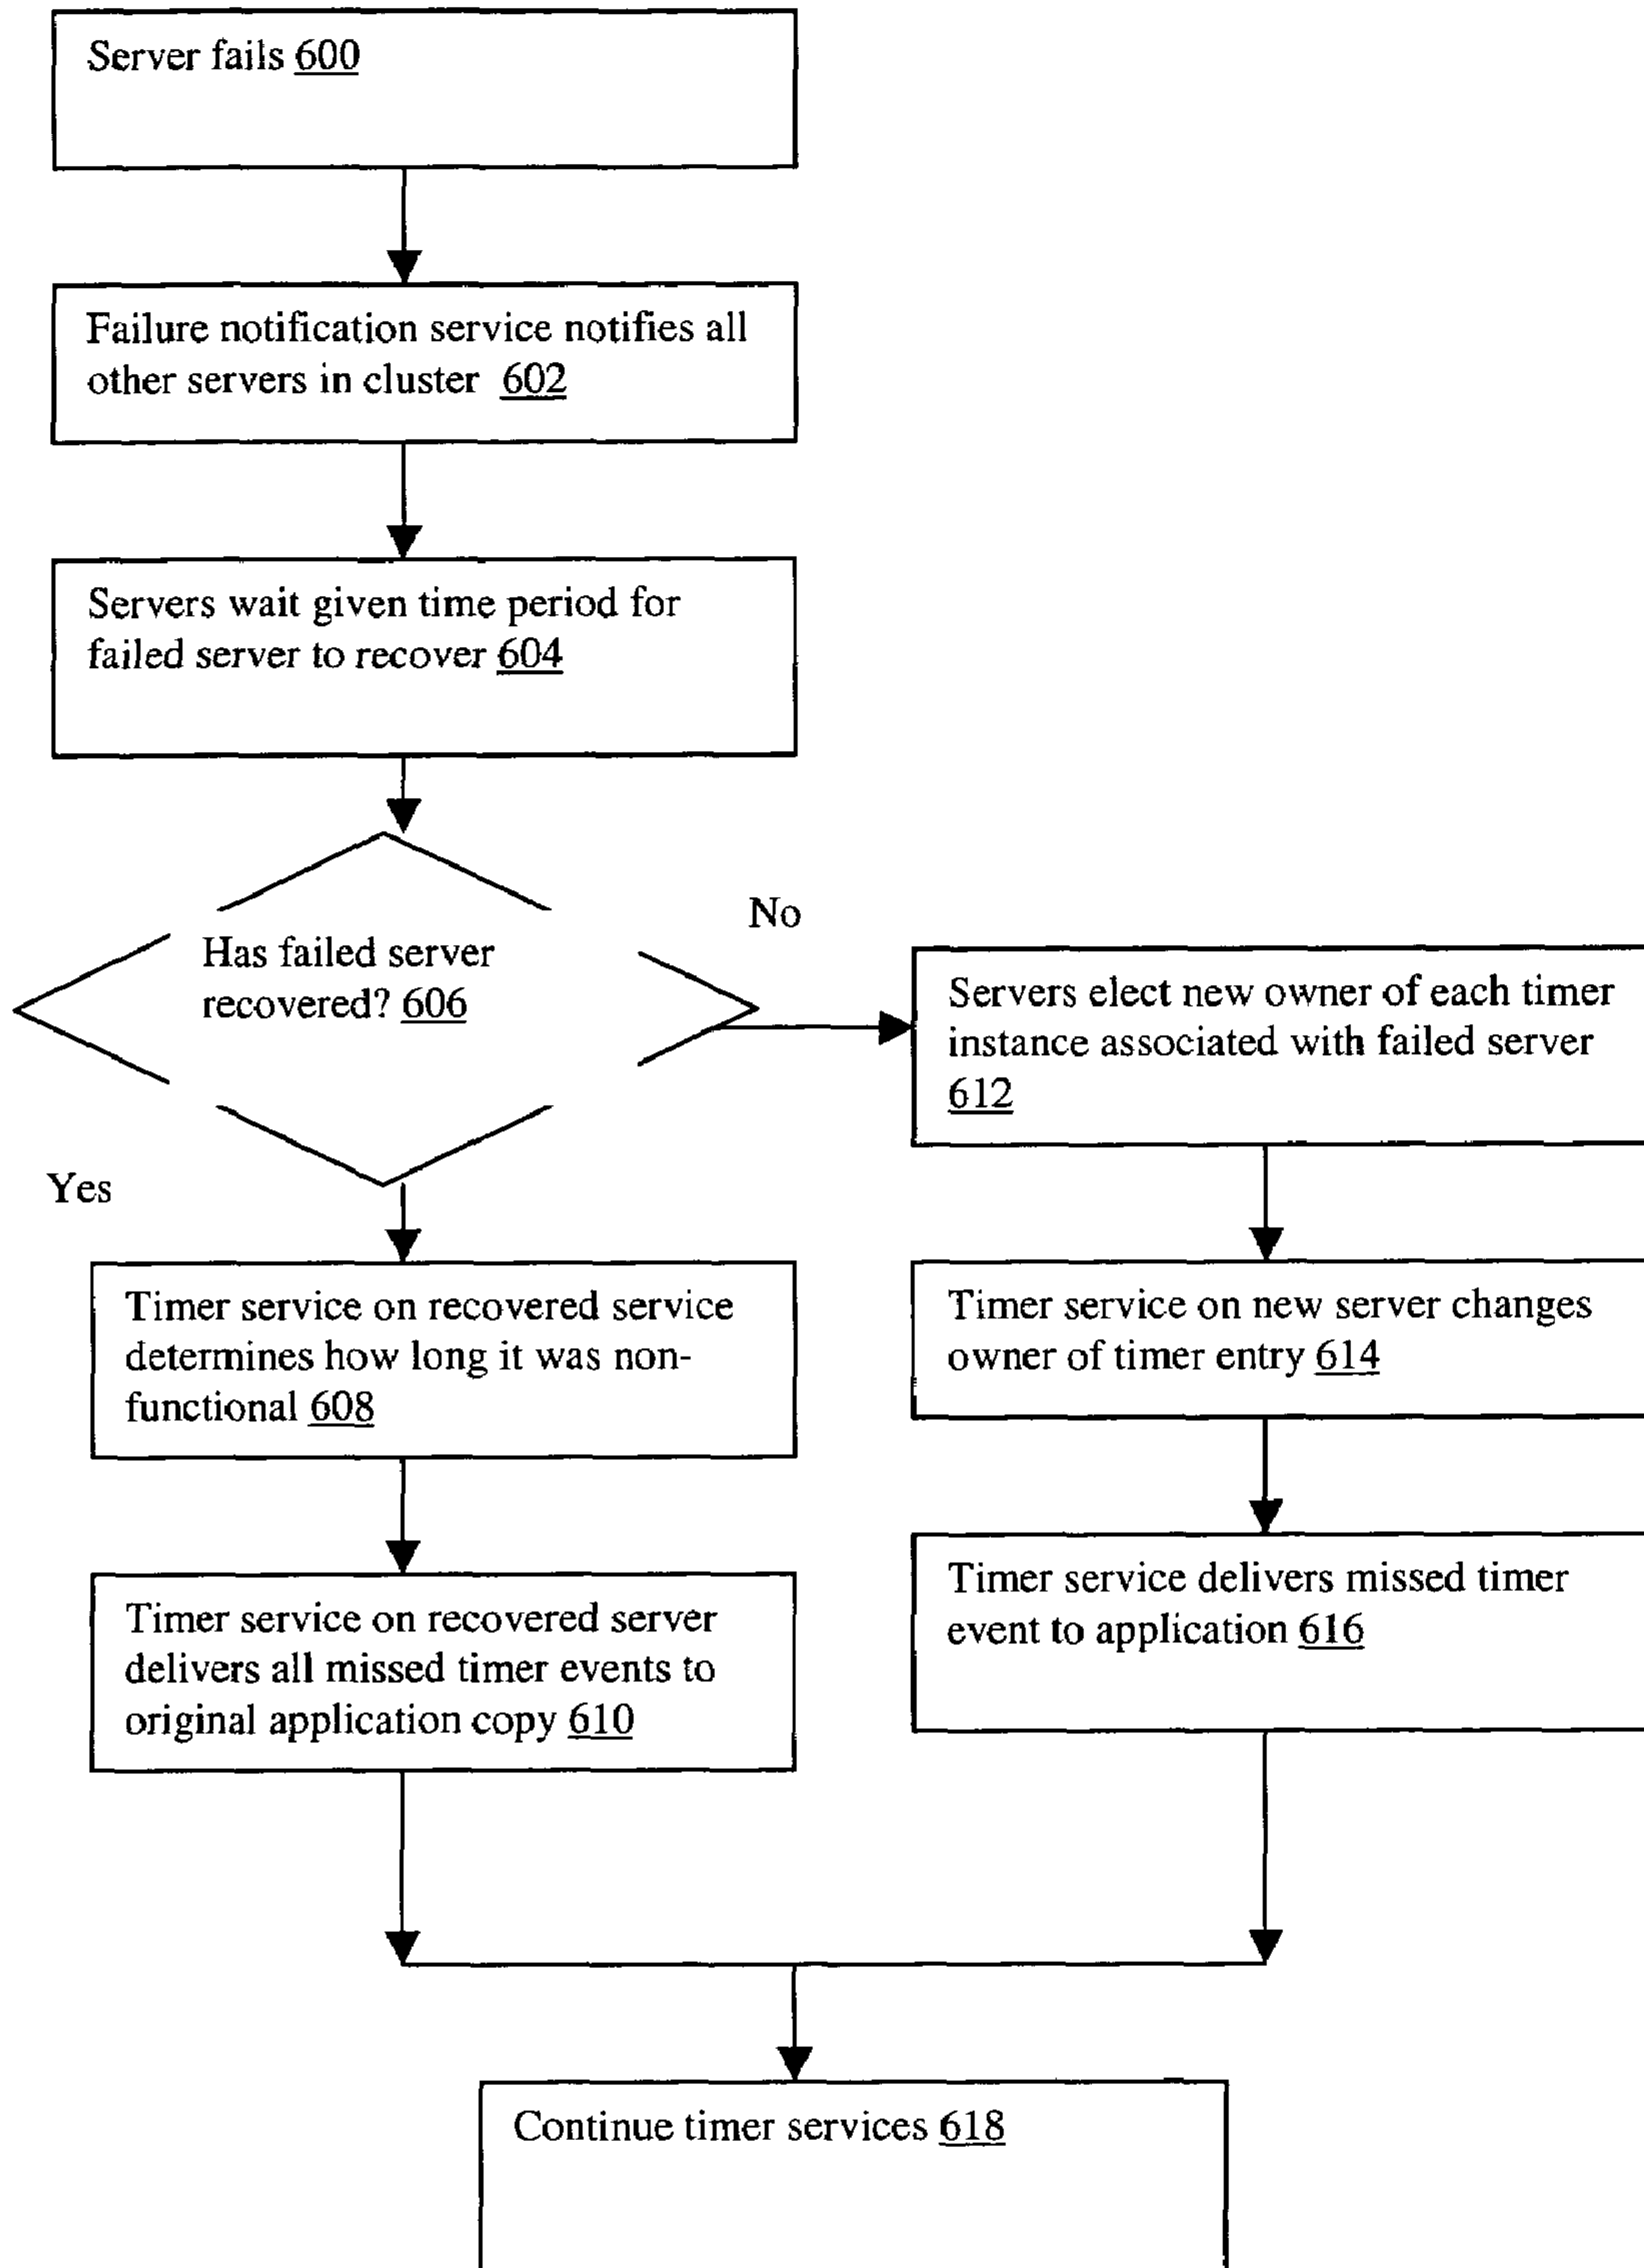 Server fails 600
Failure notification service notifies all
other servers in cluster 602
Servers wait given time period for
failed server to recover 604
Has failed server
recovered? 606
No
Yes
Servers elect new owner of each timer
instance associated with failed server
612
Timer service on recovered service
determines how long it was non-
functional 608
Timer service on new server changes
owner of timer entry 614
Timer service on recovered server
delivers all missed timer events to
original application copy 610
Timer service delivers missed timer
event to application 616
Continue timer services 618